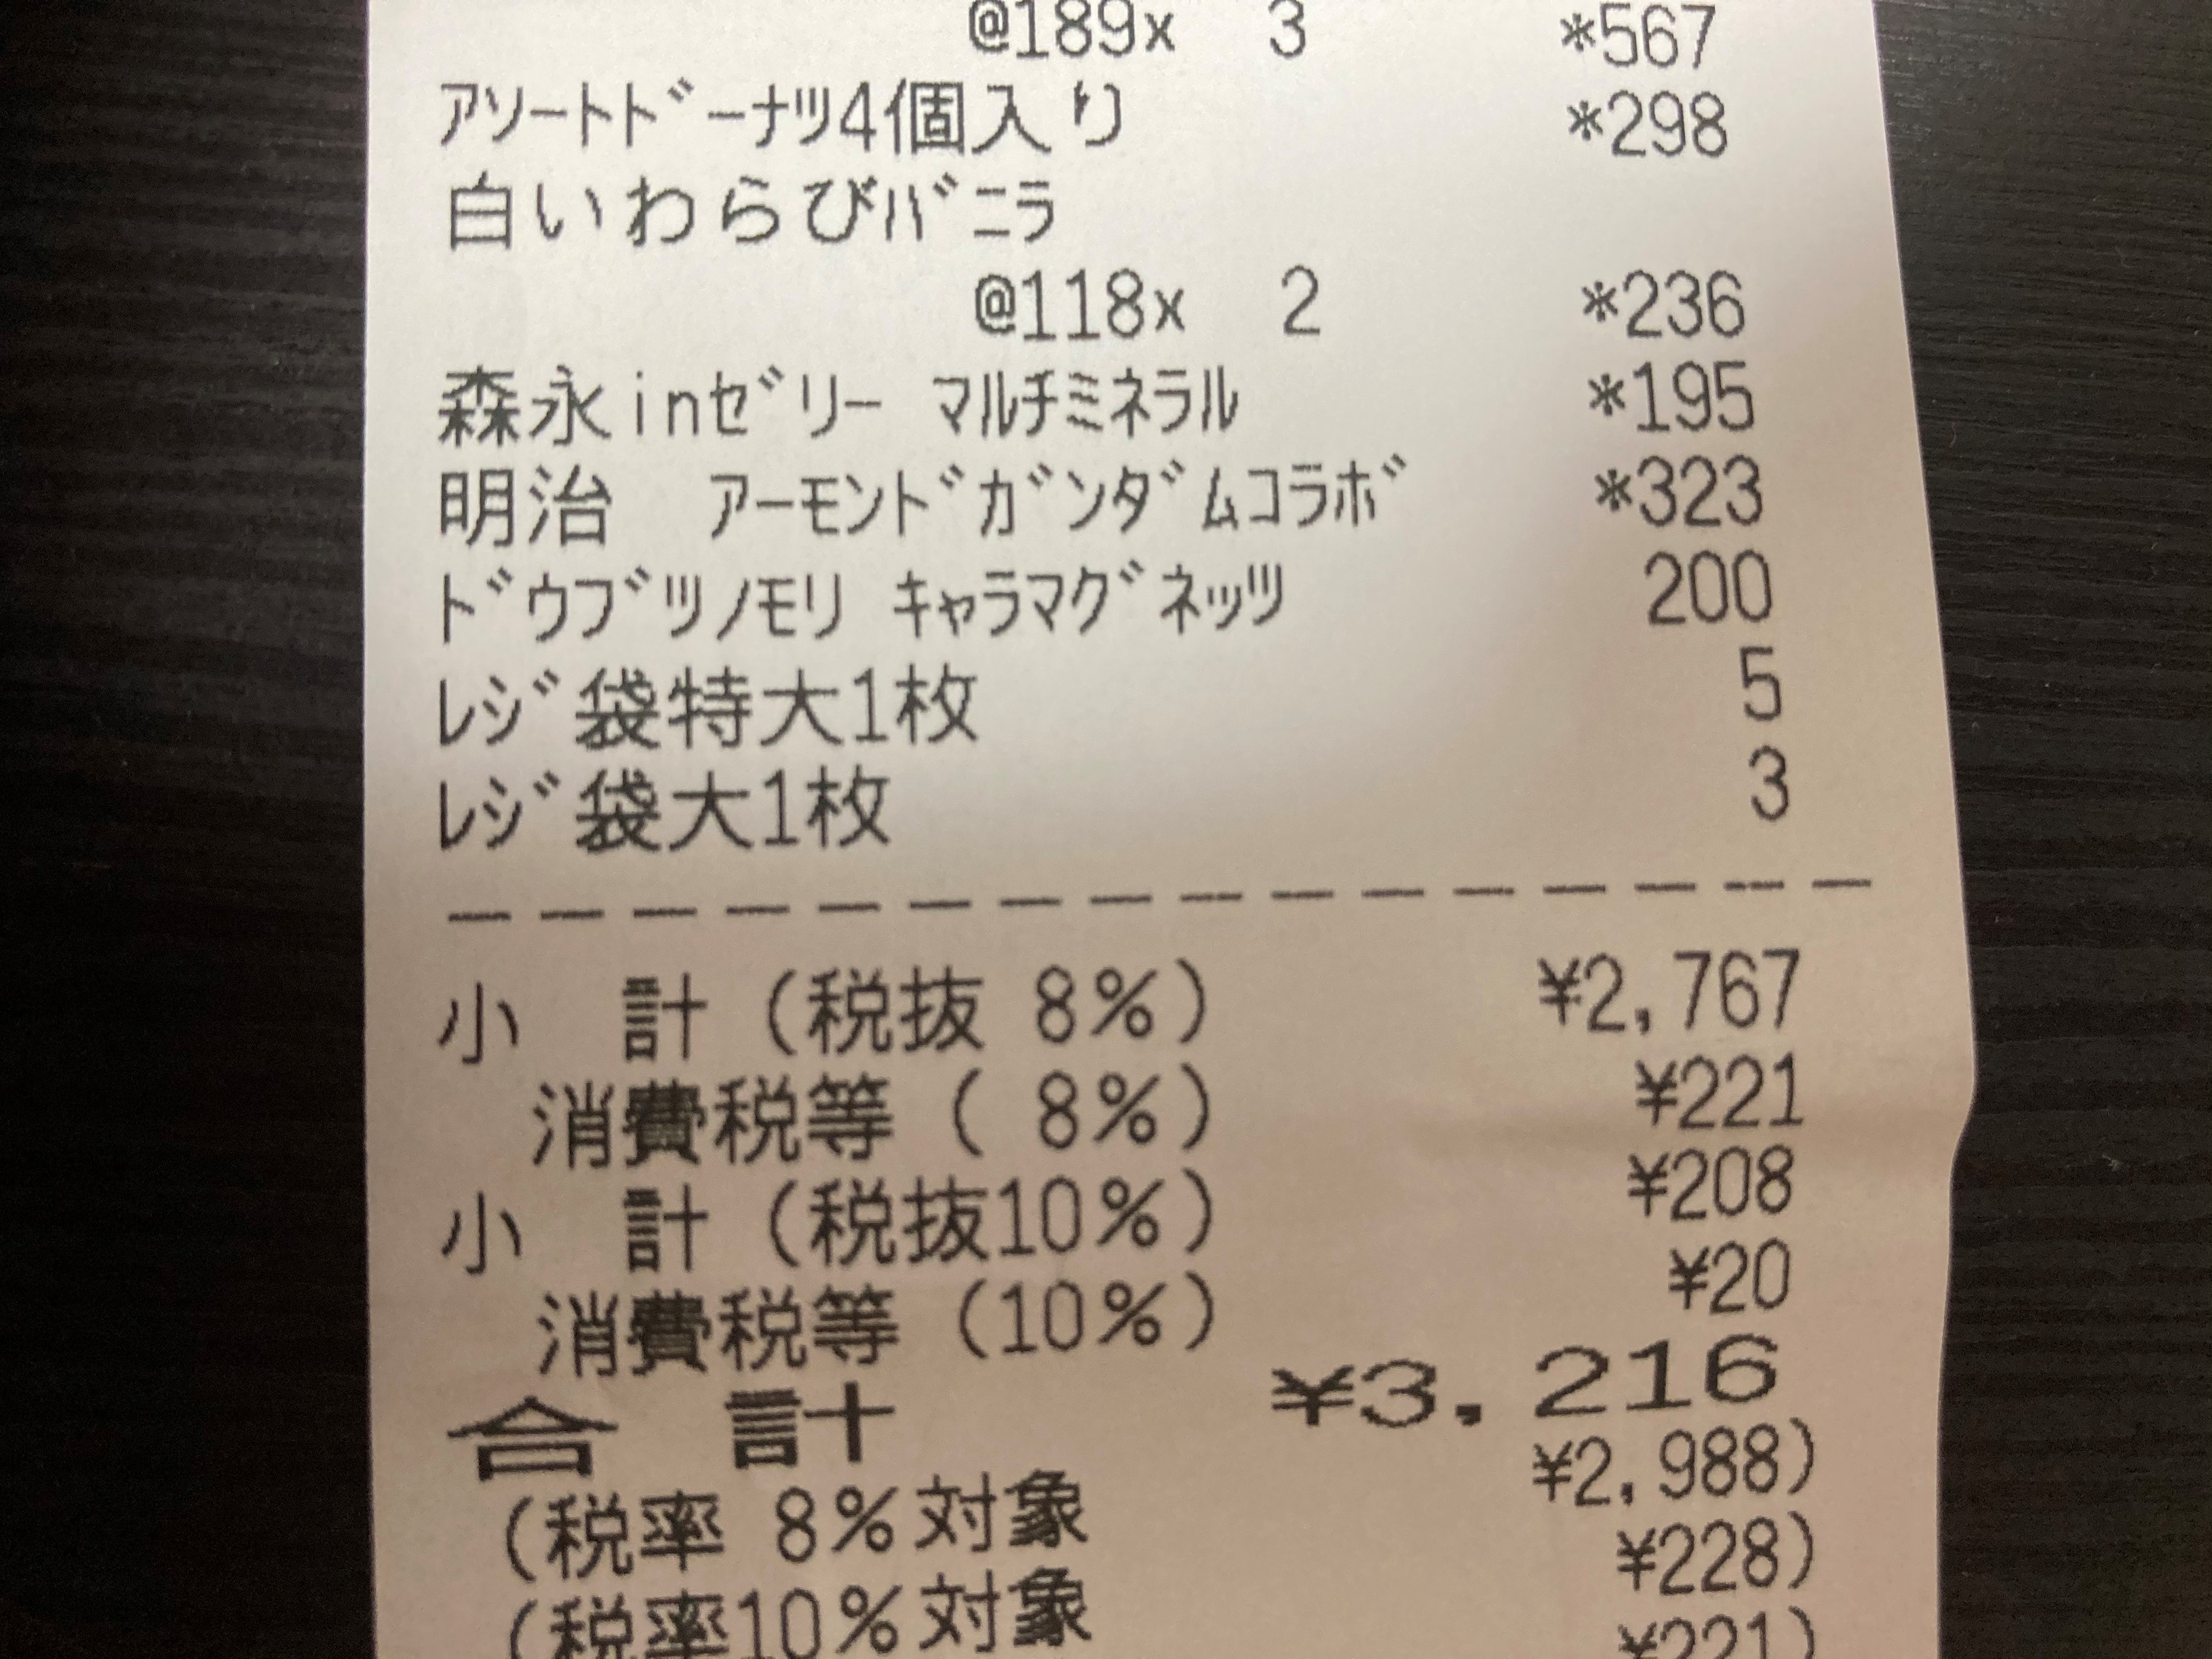 @189x 3 *567
ｱｿｰﾄﾄﾞｰﾅﾂ4個入り *298
白いわらびﾊﾞﾆﾗ
@118x 2 *236
森永inｾﾞﾘｰ ﾏﾙﾁﾐﾈﾗﾙ *195
明治　ｱｰﾓﾝﾄﾞｶﾞﾝﾀﾞﾑｺﾗﾎﾞ *323
ﾄﾞｳﾌﾞﾂﾉﾓﾘ ｷｬﾗﾏｸﾞﾈｯﾂ 200
ﾚｼﾞ袋特大1枚 5
ﾚｼﾞ袋大1枚 3
小　計（税抜 8%） ¥2,767
消費税等（ 8%） ¥221
小　計（税抜10%） ¥208
消費税等（10%） ¥20
合　計 ¥3,216
（税率 8%対象 ¥2,988)
（税率10%対象 ¥228)
¥221)